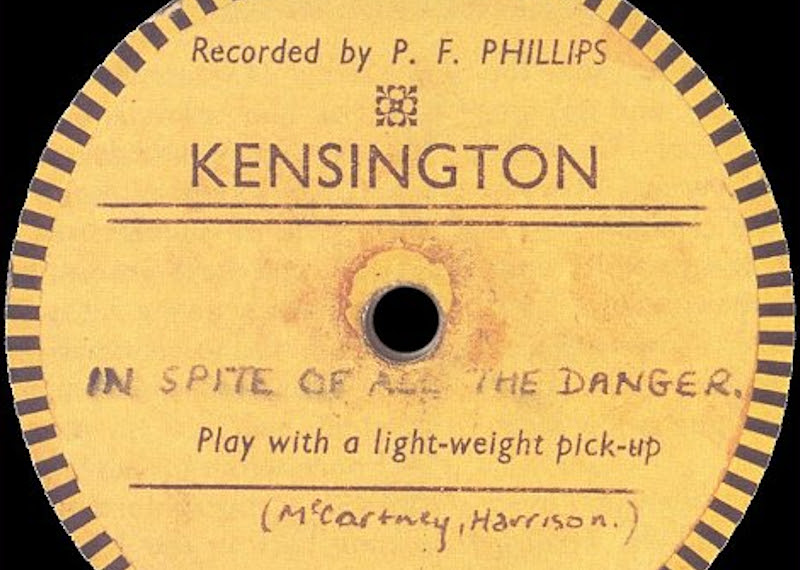 Recorded by P. F. PHILLIPS
KENSINGTON
IN SPITE OF ALL THE DANGER.
Play with a light-weight pick-up
(McCartney, Harrison.)